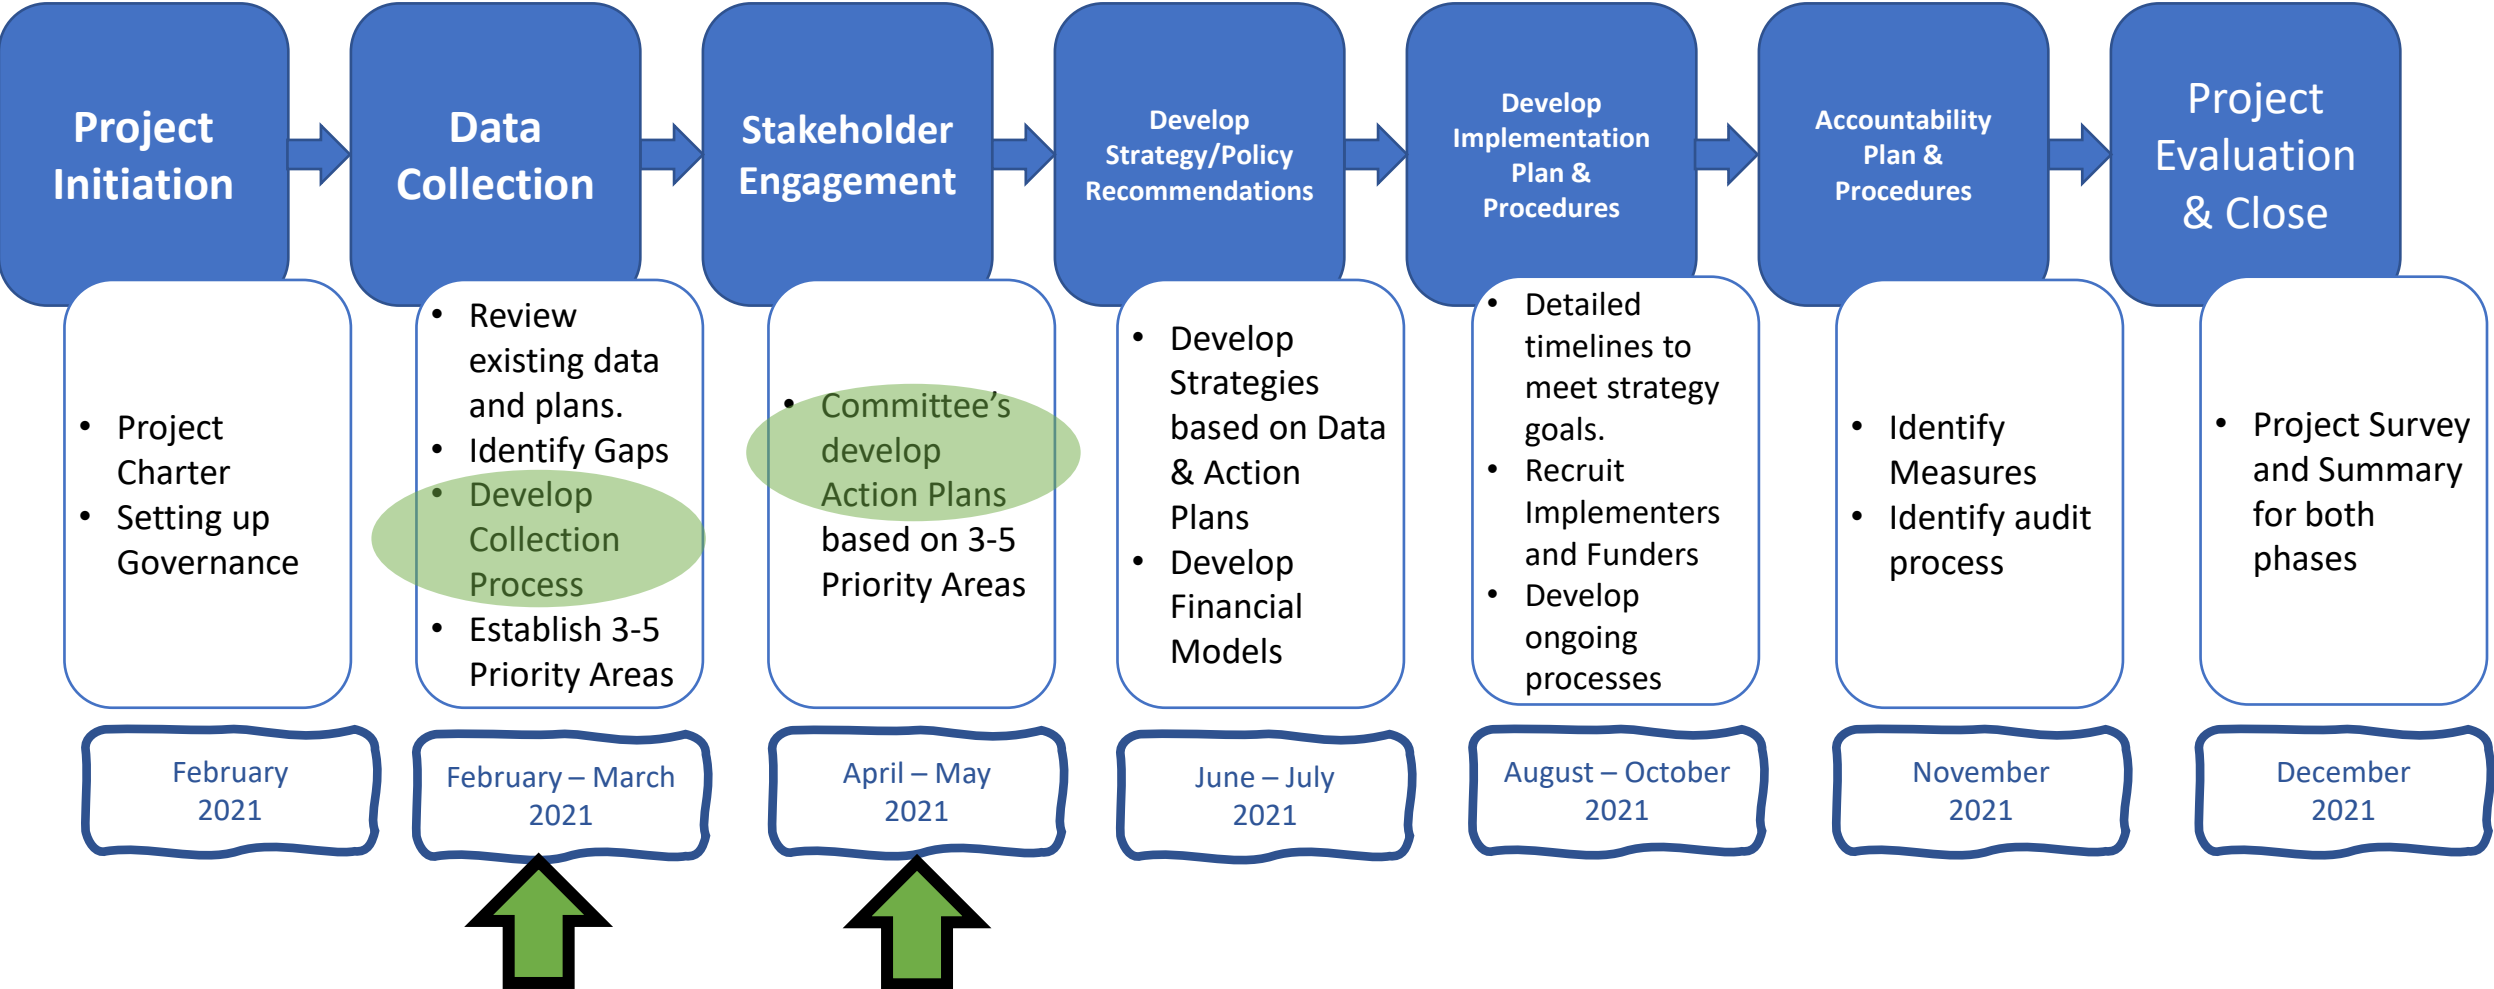 Project
Initiation
Data
Collection
Stakeholder
Engagement
Develop
Strategy/Policy
Recommendations
Develop
Implementation
Plan &
Procedures
Accountability
Plan &
Procedures
Project
Evaluation
& Close
• Project
Charter
• Setting up
Governance
• Review
existing data
and plans.
• Identify Gaps
• Develop
Collection
Process
• Establish 3-5
Priority Areas
• Committee’s
develop
Action Plans
based on 3-5
Priority Areas
• Develop
Strategies
based on Data
& Action
Plans
• Develop
Financial
Models
• Detailed
timelines to
meet strategy
goals.
• Recruit
Implementers
and Funders
• Develop
ongoing
processes
• Identify
Measures
• Identify audit
process
• Project Survey
and Summary
for both
phases
February
2021
February – March
2021
April – May
2021
June – July
2021
August – October
2021
November
2021
December
2021